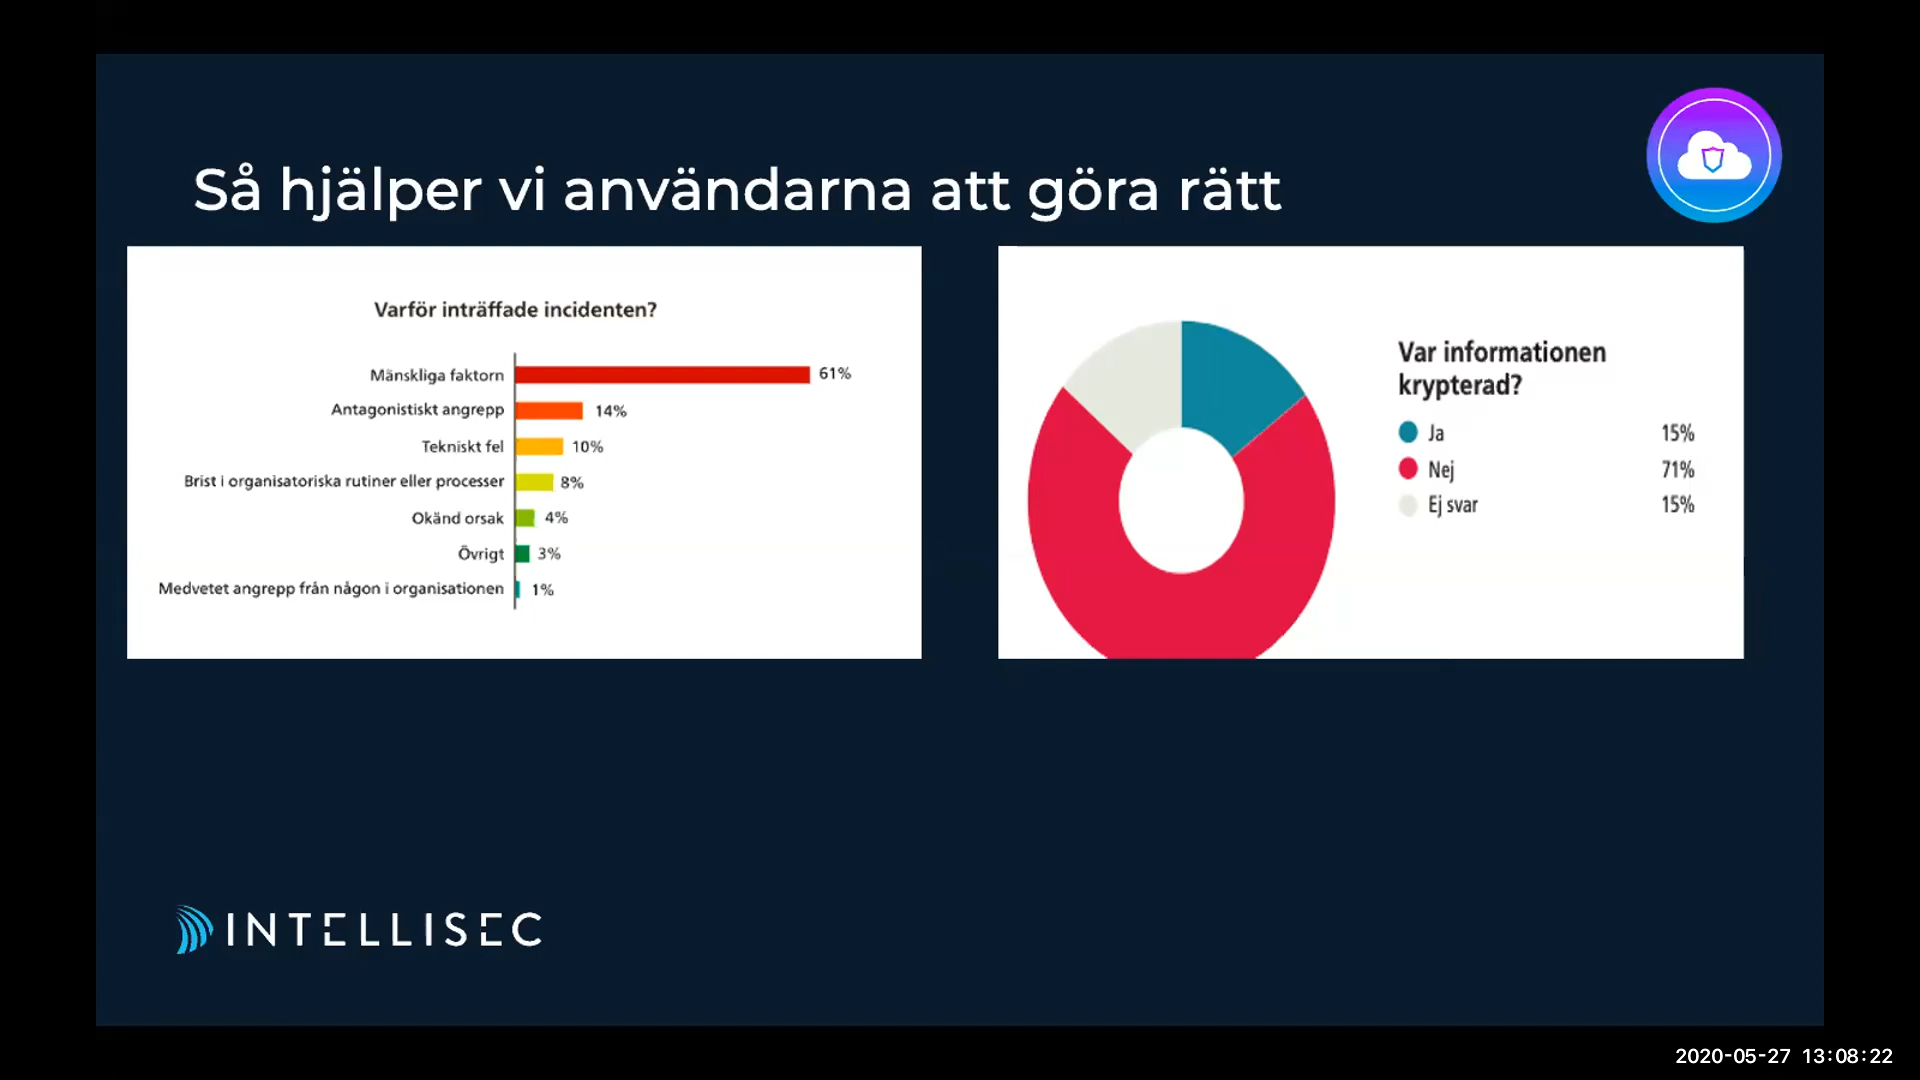 Så hjälper vi användarna att göra rätt
Varför inträffade incidenten?
Mänskliga faktorn 61%
Antagonistiskt angrepp 14%
Tekniskt fel 10%
Brist i organisatoriska rutiner eller processer 8%
Okänd orsak 4%
Övrigt 3%
Medvetet angrepp från någon i organisationen 1%
Var informationen
krypterad?
Ja 15%
Nej 71%
Ej svar 15%
INTELLISEC
2020-05-27 13:08:22